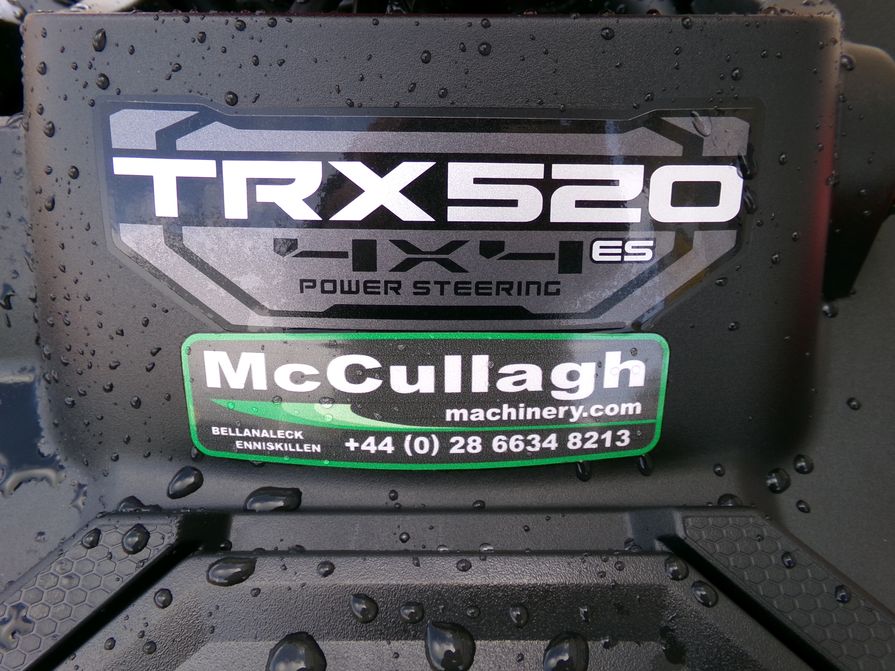 TRX520
4X4 ES
POWER STEERING
McCullagh
machinery.com
BELLANALECK
ENNISKILLEN
+44 (0) 28 6634 8213